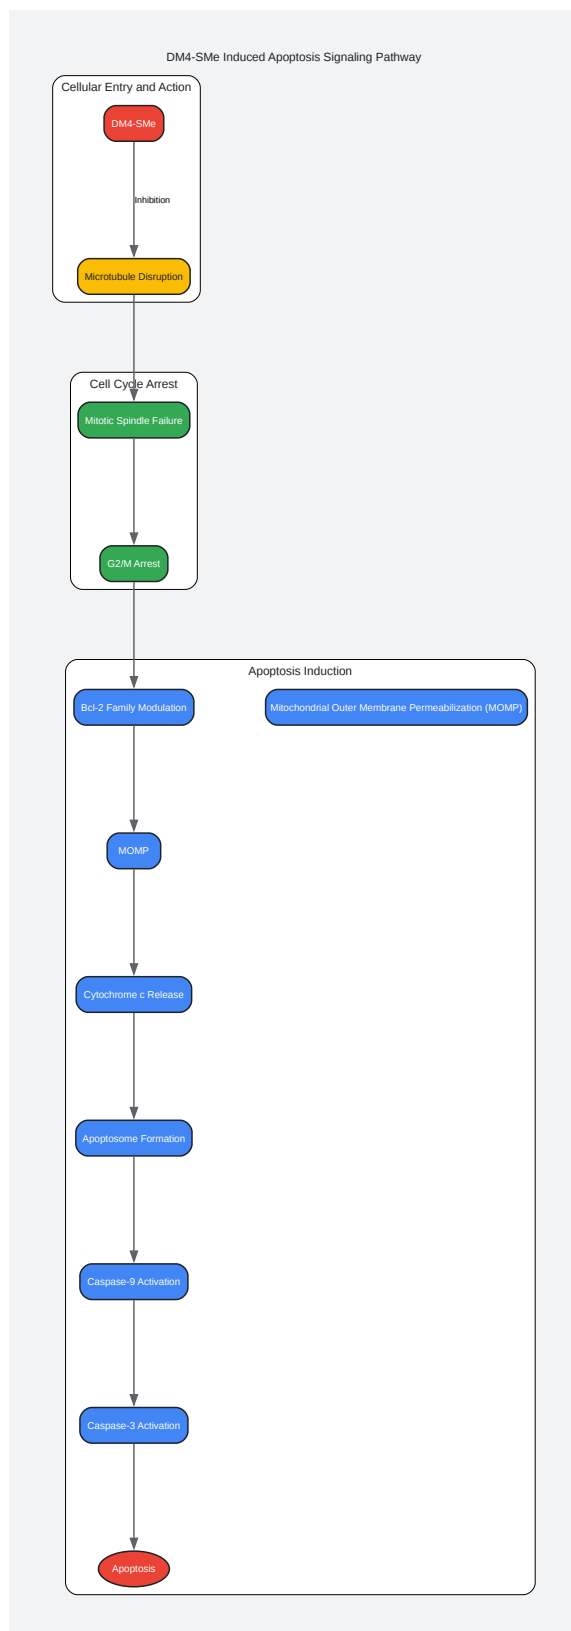 DM4-SMe Induced Apoptosis Signaling Pathway
Cellular Entry and Action
DM4-SMe
Inhibition
Microtubule Disruption
Cell Cycle Arrest
Mitotic Spindle Failure
G2/M Arrest
Apoptosis Induction
Bcl-2 Family Modulation
Mitochondrial Outer Membrane Permeabilization (MOMP)
MOMP
Cytochrome c Release
Apoptosome Formation
Caspase-9 Activation
Caspase-3 Activation
Apoptosis